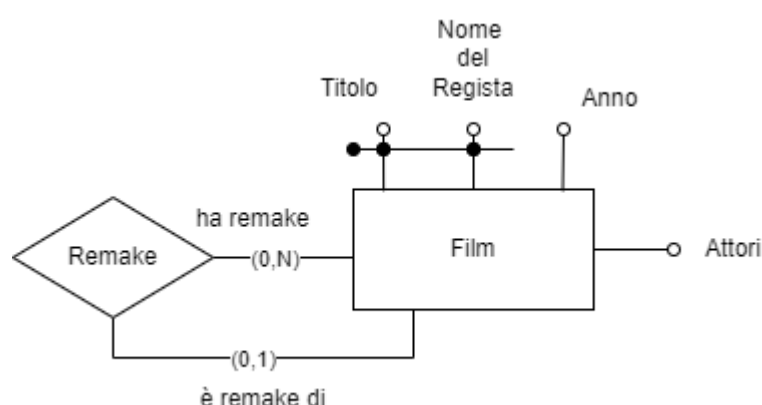 Nome
del
Titolo Regista
Anno
ha remake
Remake (0,N) Film Attori
(0,1)
è remake di